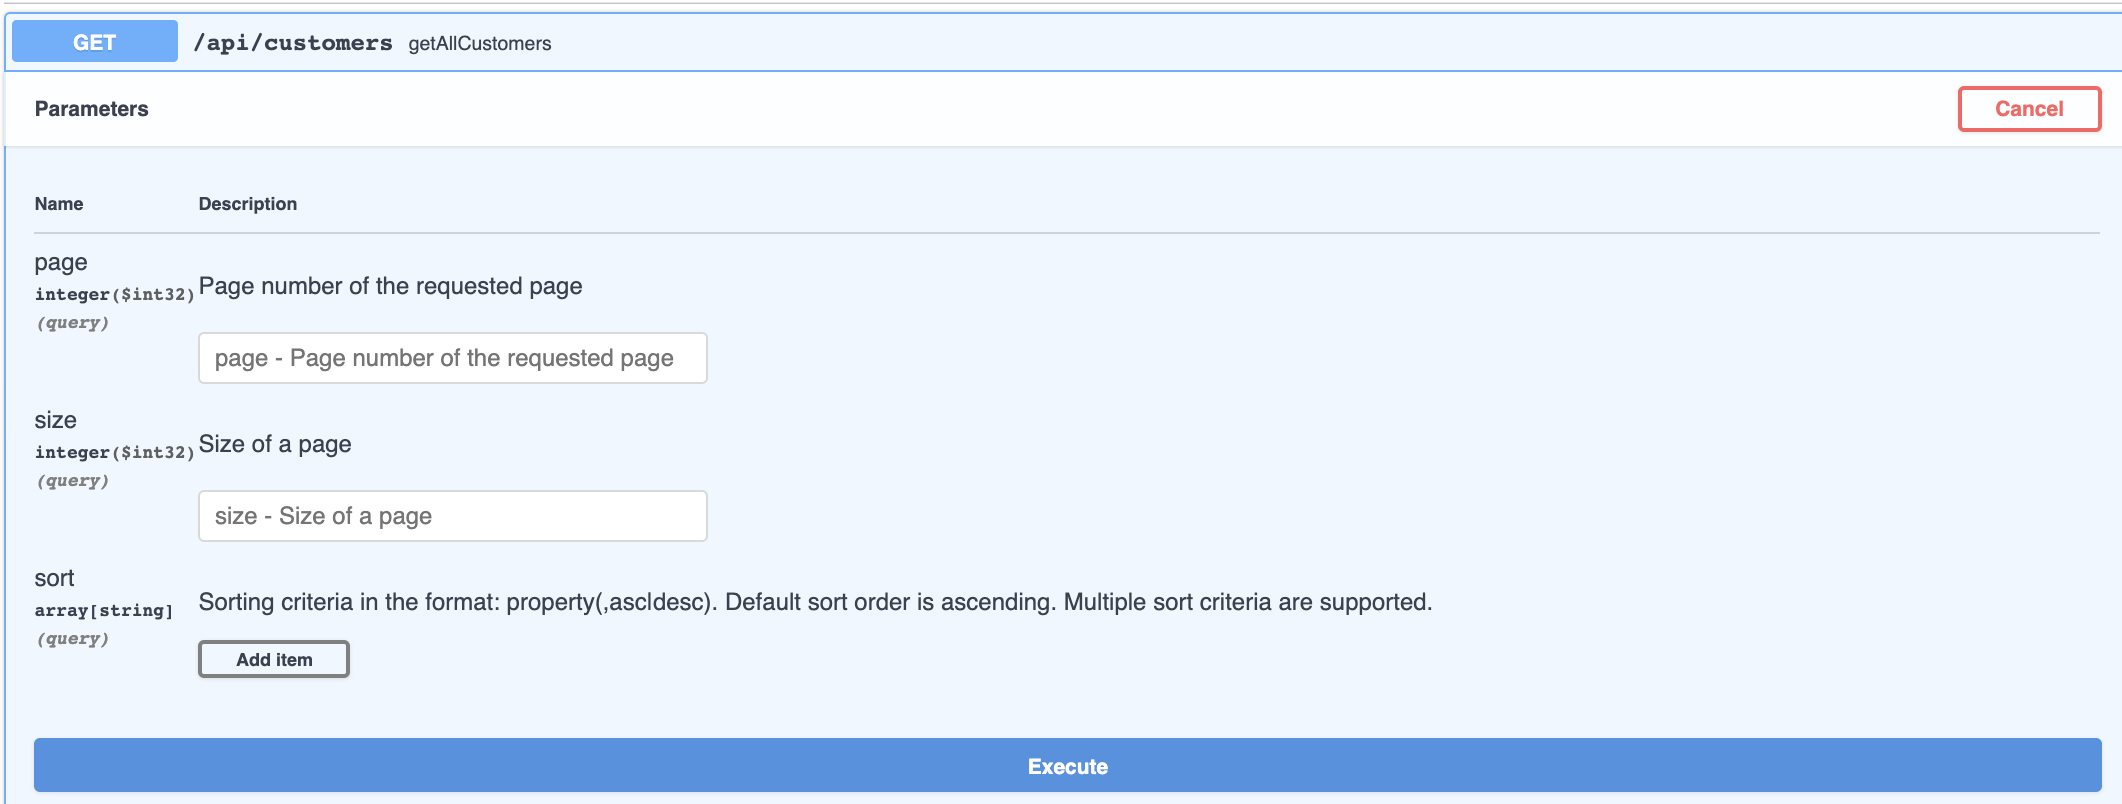 GET /api/customers getAllCustomers
Parameters
Cancel
Name Description
page
integer($int32)
(query)
Page number of the requested page
page - Page number of the requested page
size
integer($int32)
(query)
Size of a page
size - Size of a page
sort
array[string]
(query)
Sorting criteria in the format: property(,asc|desc). Default sort order is ascending. Multiple sort criteria are supported.
Add item
Execute